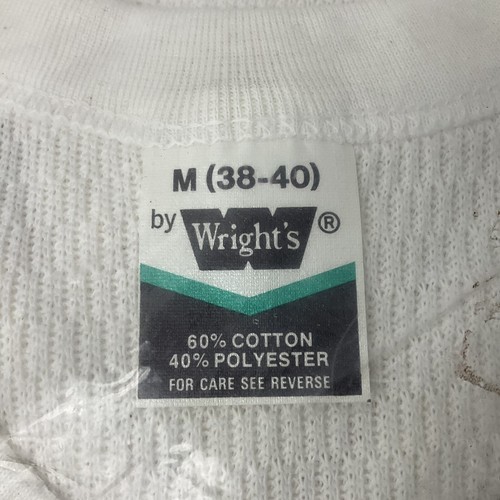 M (38-40)
by Wright's ®
60% COTTON
40% POLYESTER
FOR CARE SEE REVERSE